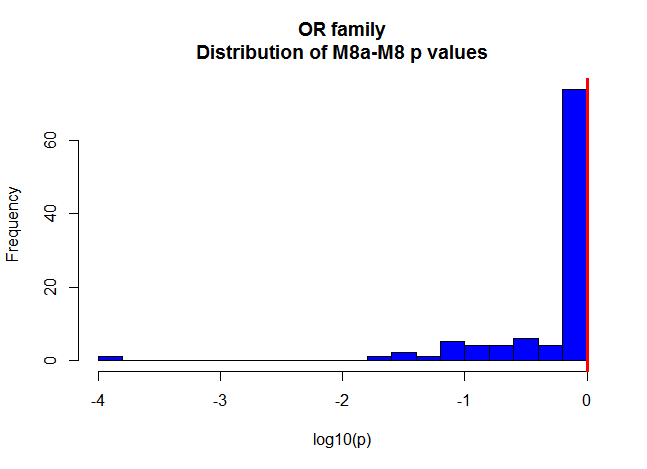 OR family
Distribution of M8a-M8 p values
Frequency
60
40
20
0
-4 -3 -2 -1 0
log10(p)